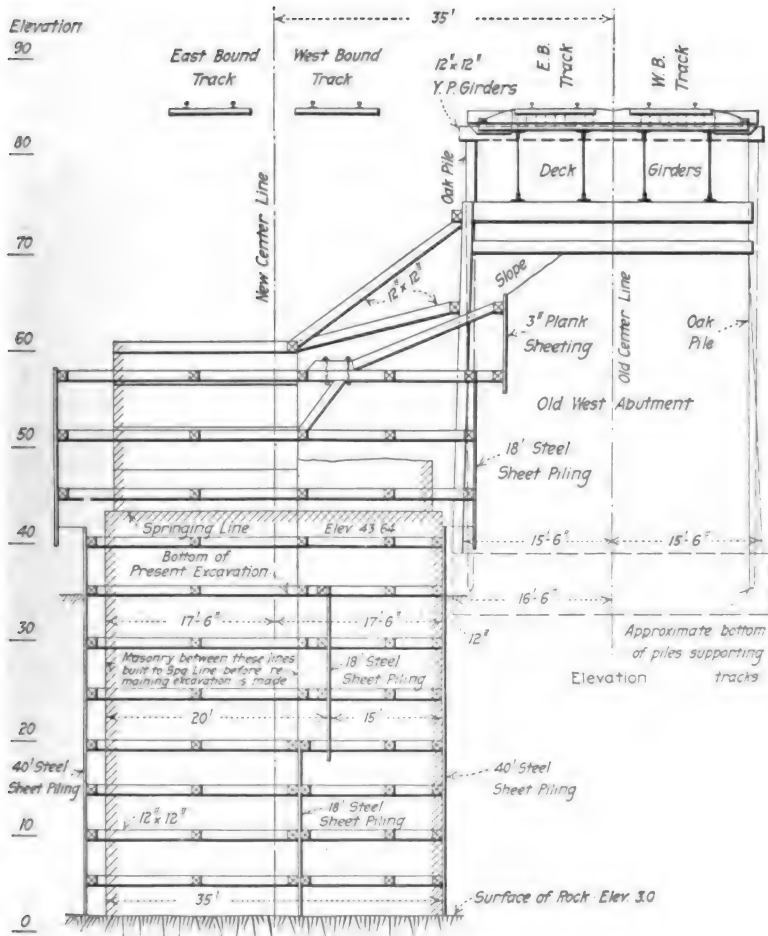 35'
Elevation
90
East Bound
Track
West Bound
Track
12" x 12"
Y.P. Girders
E.B.
Track
W.B.
Track
80
Oak Pile
Deck
Girders
New Center Line
70
12" x 12"
Slope
60
3" Plank
Sheeting
Old Center Line
Oak
Pile
Old West Abutment
50
18' Steel
Sheet Piling
Springing Line
Elev. 43.64
40
15'-6"
15'-6"
Bottom of
Present Excavation
16'-6"
17'-6"
17'-6"
30
12"
Approximate bottom
of piles supporting
tracks
Elevation
Masonry between these lines
built to Spg Line before re
maining excavation is made
18' Steel
Sheet Piling
20'
15'
20
40' Steel
Sheet Piling
40' Steel
Sheet Piling
18' Steel
Sheet Piling
12" x 12"
10
35'
Surface of Rock Elev. 3.0
0